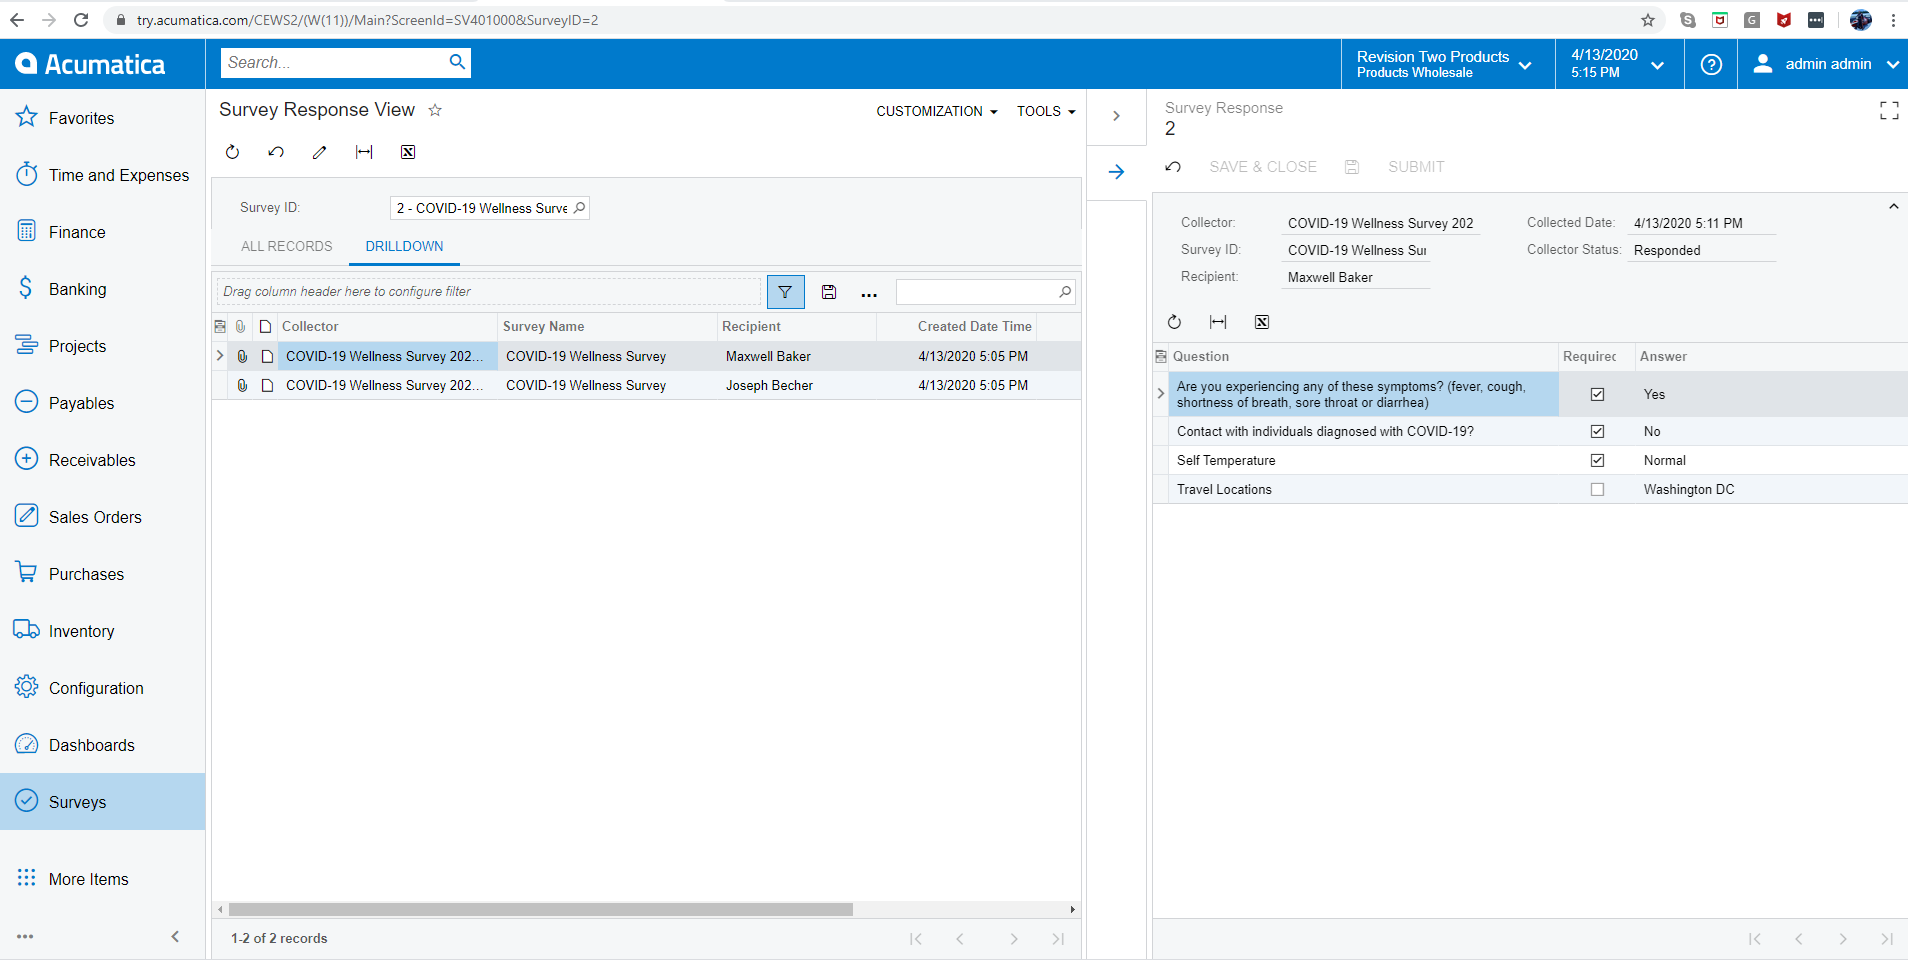 try.acumatica.com/CEWS2/(W(11))/Main?ScreenId=SV401000&SurveyID=2
Acumatica
Search...
Revision Two Products
Products Wholesale
4/13/2020
5:15 PM
admin admin
Favorites
Time and Expenses
Finance
Banking
Projects
Payables
Receivables
Sales Orders
Purchases
Inventory
Configuration
Dashboards
Surveys
More Items
Survey Response View
CUSTOMIZATION
TOOLS
Survey ID:
2 - COVID-19 Wellness Surve
ALL RECORDS
DRILLDOWN
Drag column header here to configure filter
Collector Survey Name Recipient Created Date Time
COVID-19 Wellness Survey 202... COVID-19 Wellness Survey Maxwell Baker 4/13/2020 5:05 PM
COVID-19 Wellness Survey 202... COVID-19 Wellness Survey Joseph Becher 4/13/2020 5:05 PM
1-2 of 2 records
Survey Response
2
SAVE & CLOSE
SUBMIT
Collector: COVID-19 Wellness Survey 202 Collected Date: 4/13/2020 5:11 PM
Survey ID: COVID-19 Wellness Sur Collector Status: Responded
Recipient: Maxwell Baker
Question Required Answer
Are you experiencing any of these symptoms? (fever, cough,
shortness of breath, sore throat or diarrhea) Yes
Contact with individuals diagnosed with COVID-19? No
Self Temperature Normal
Travel Locations Washington DC